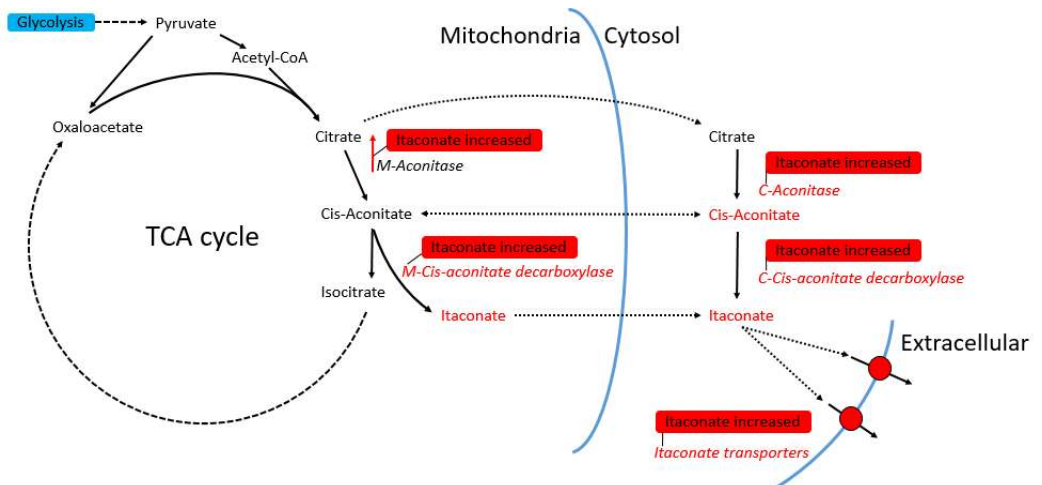 Glycolysis
Pyruvate
Acetyl-CoA
Mitochondria
Cytosol
Oxaloacetate
Citrate
Itaconate increased
M-Aconitase
Citrate
Itaconate increased
C-Aconitase
Cis-Aconitate
Cis-Aconitate
TCA cycle
Itaconate increased
M-Cis-aconitate decarboxylase
Itaconate increased
C-Cis-aconitate decarboxylase
Isocitrate
Itaconate
Itaconate
Extracellular
Itaconate increased
Itaconate transporters